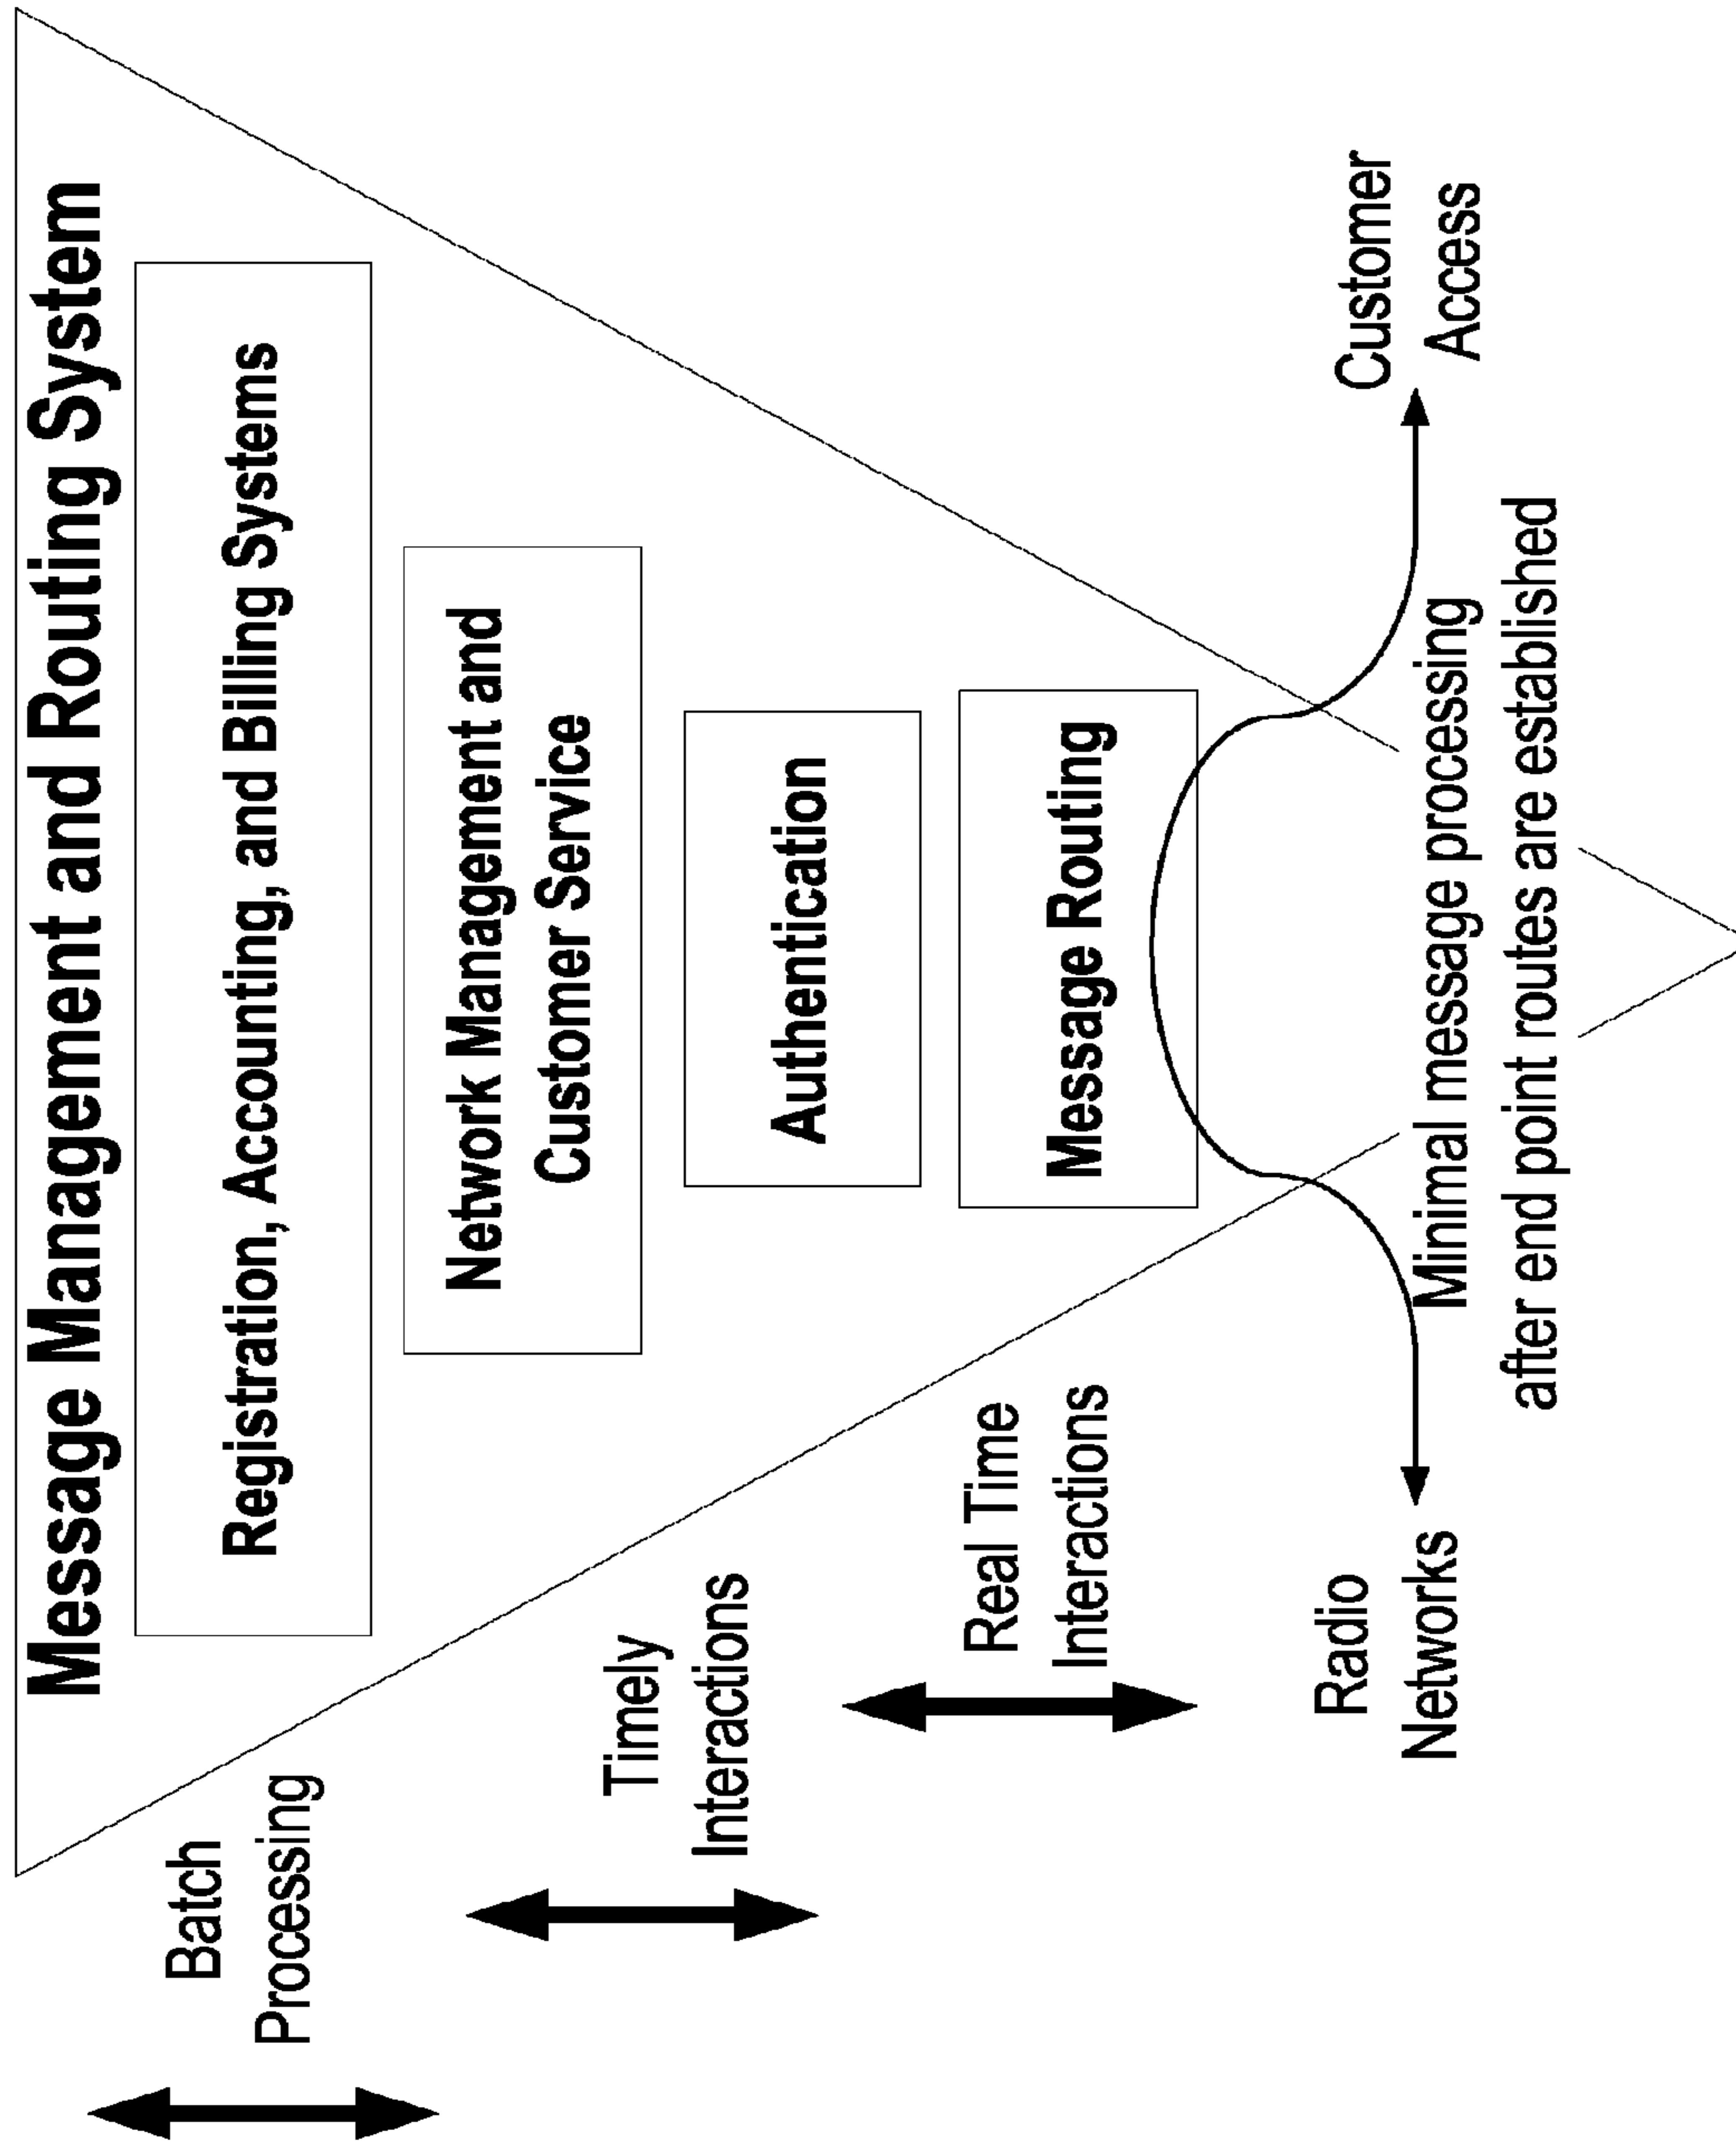 Message Management and Routing System
Batch
Processing
Registration, Accounting, and Billing Systems
Timely
Interactions
Network Management and
Customer Service
Authentication
Real Time
Interactions
Message Routing
Radio
Networks
Customer
Access
Minimal message processing
after end point routes are established